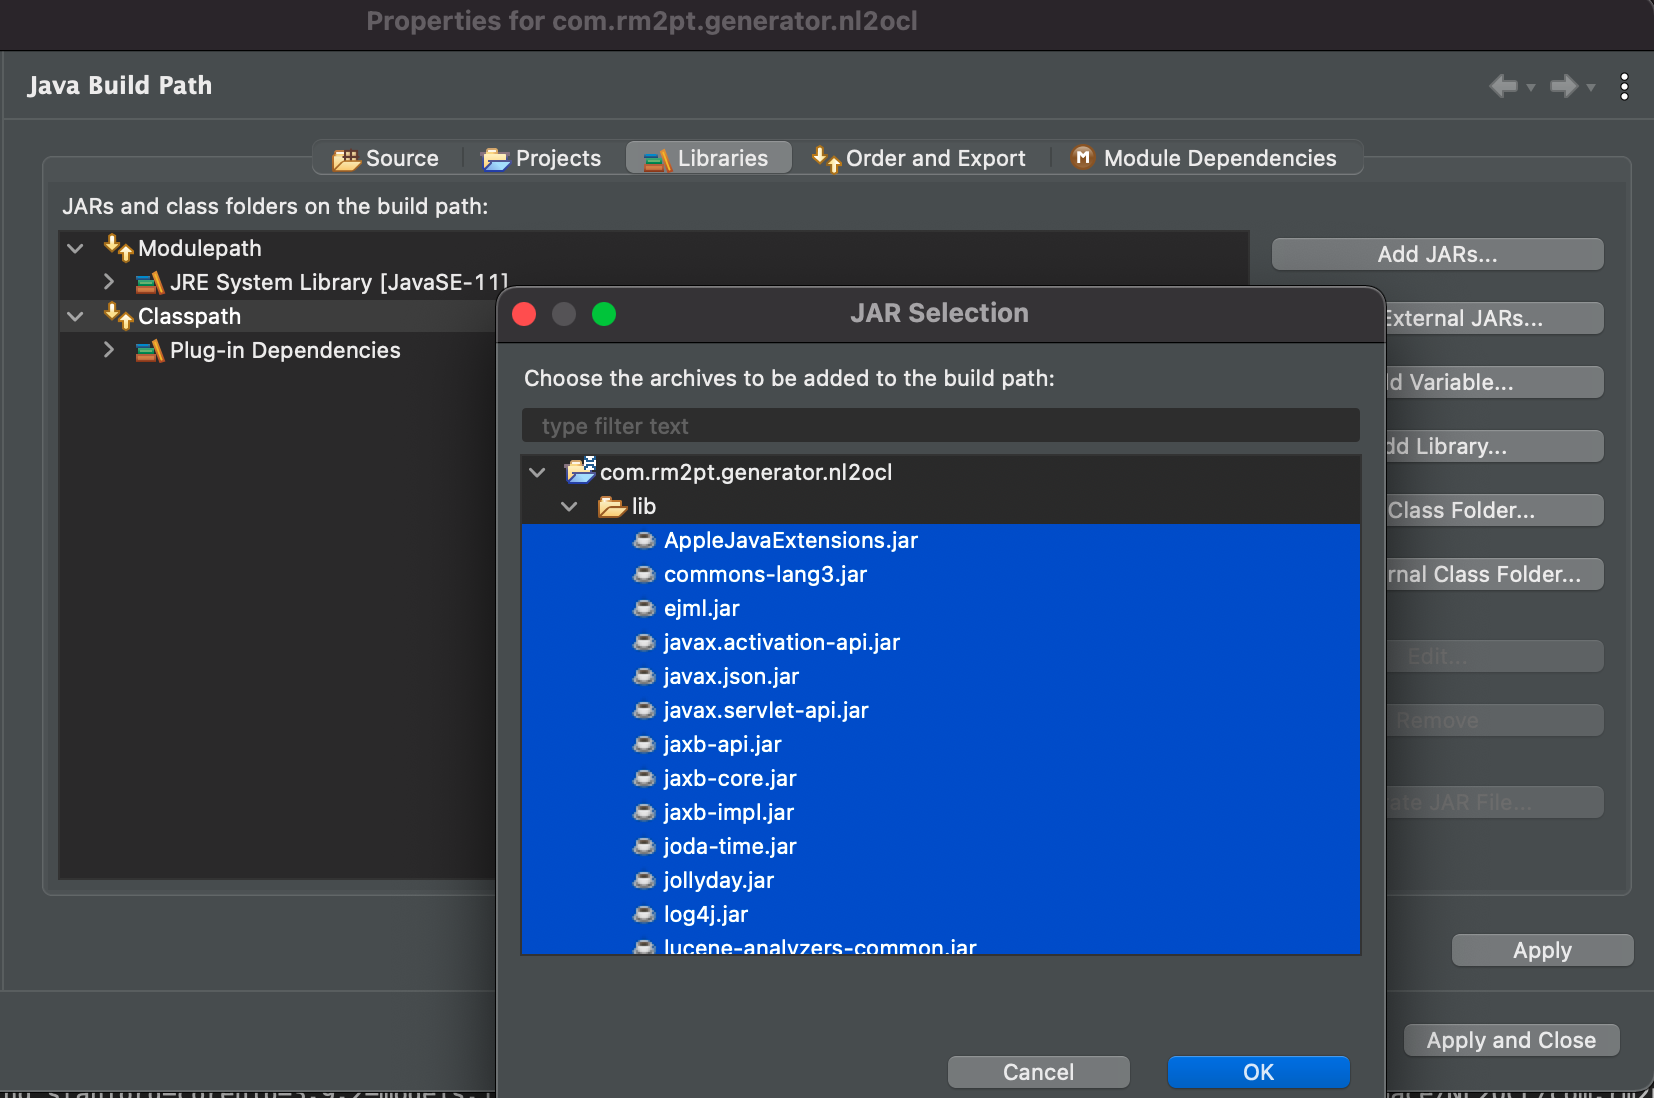 Properties for com.rm2pt.generator.nl2ocl
Java Build Path
Source Projects Libraries Order and Export Module Dependencies
JARs and class folders on the build path:
Modulepath
JRE System Library [JavaSE-11]
Classpath
Plug-in Dependencies
Add JARs...
External JARs...
Variable...
Library...
Class Folder...
Class Folder...
Edit...
Remove
JAR File...
JAR Selection
Choose the archives to be added to the build path:
type filter text
com.rm2pt.generator.nl2ocl
lib
AppleJavaExtensions.jar
commons-lang3.jar
ejml.jar
javax.activation-api.jar
javax.json.jar
javax.servlet-api.jar
jaxb-api.jar
jaxb-core.jar
jaxb-impl.jar
joda-time.jar
jollyday.jar
log4j.jar
lucene-analyzers-common.jar
Cancel OK
Apply
Apply and Close